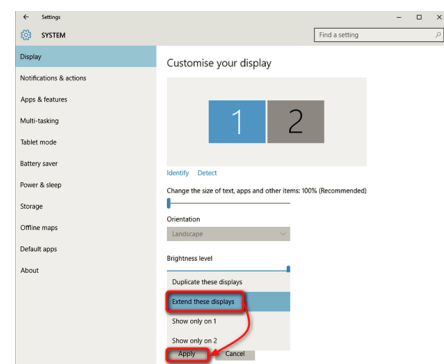 Settings
SYSTEM
Find a setting
Display
Notifications & actions
Apps & features
Multi-tasking
Tablet mode
Battery saver
Power & sleep
Storage
Offline maps
Default apps
About
Customise your display
1 2
Identify Detect
Change the size of text, apps and other items: 100% (Recommended)
Orientation
Landscape
Brightness level
Duplicate these displays
Extend these displays
Show only on 1
Show only on 2
Apply Cancel